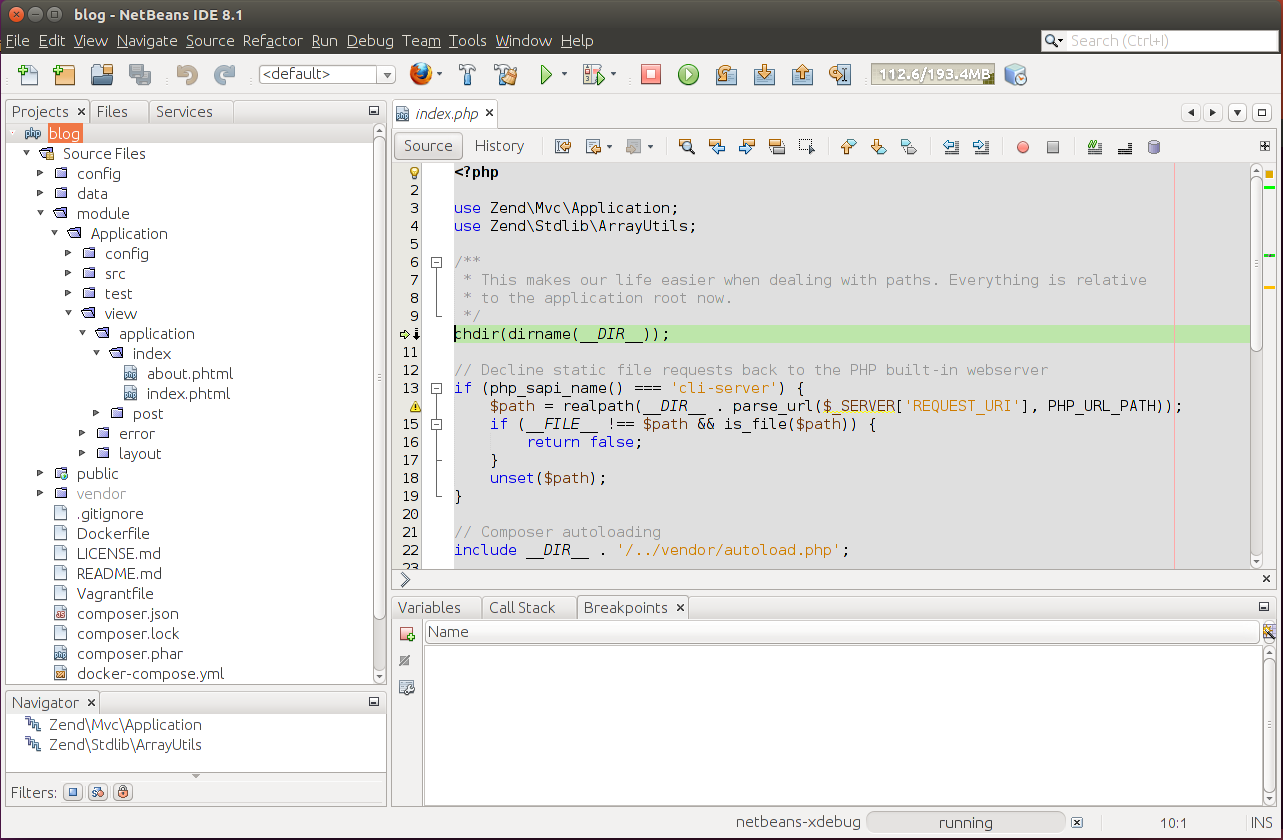 blog - NetBeans IDE 8.1
File Edit View Navigate Source Refactor Run Debug Team Tools Window Help
Search (Ctrl+I)
<default>
112.6/193.4MB
Projects
Files
Services
php blog
Source Files
config
data
module
Application
config
src
test
view
application
index
about.phtml
index.phtml
post
error
layout
public
vendor
.gitignore
Dockerfile
LICENSE.md
README.md
Vagrantfile
composer.json
composer.lock
composer.phar
docker-compose.yml
Navigator
Zend\Mvc\Application
Zend\Stdlib\ArrayUtils
Filters:
index.php
Source
History
<?php
2
3 use Zend\Mvc\Application;
4 use Zend\Stdlib\ArrayUtils;
5
6 /**
7 * This makes our life easier when dealing with paths. Everything is relative
8 * to the application root now.
9 */
chdir(dirname(__DIR__));
11
12 // Decline static file requests back to the PHP built-in webserver
13 if (php_sapi_name() === 'cli-server') {
$path = realpath(__DIR__ . parse_url($_SERVER['REQUEST_URI'], PHP_URL_PATH));
15 if (__FILE__ !== $path && is_file($path)) {
16 return false;
17 }
18 unset($path);
19 }
20
21 // Composer autoloading
22 include __DIR__ . '/../vendor/autoload.php';
23
Variables
Call Stack
Breakpoints
Name
netbeans-xdebug
running
10:1
INS